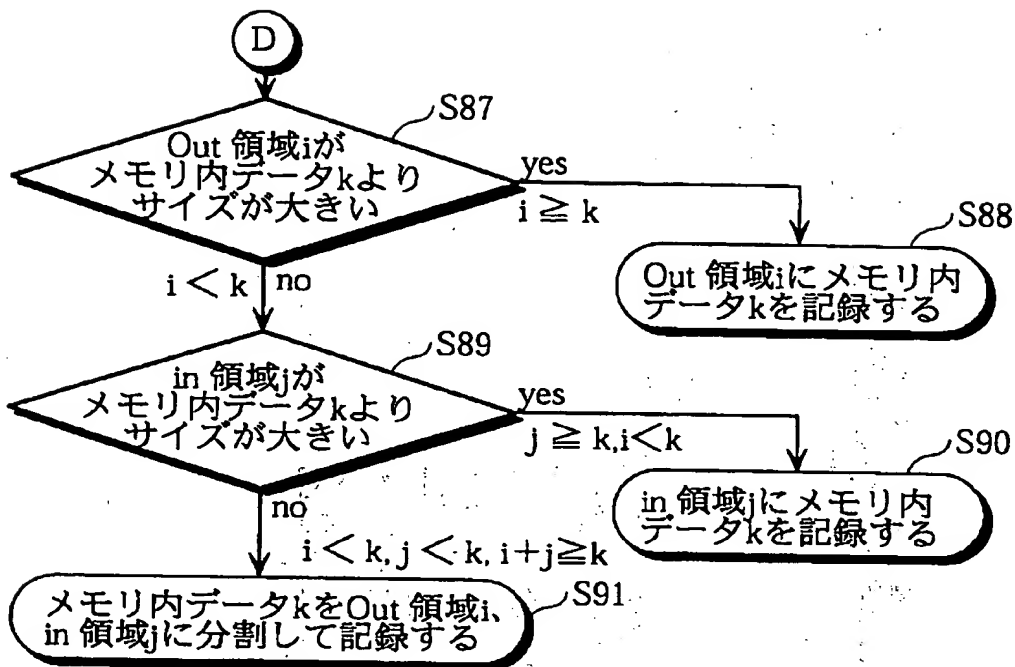 D
S87
Out 領域iが
メモリ内データkより
サイズが大きい
yes
i ≧ k
S88
Out 領域iにメモリ内
データkを記録する
i < k
no
S89
in 領域jが
メモリ内データkより
サイズが大きい
yes
j ≧ k,i<k
S90
in 領域jにメモリ内
データkを記録する
no
i < k, j < k, i+j≧k
S91
メモリ内データkをOut 領域i、
in 領域jに分割して記録する